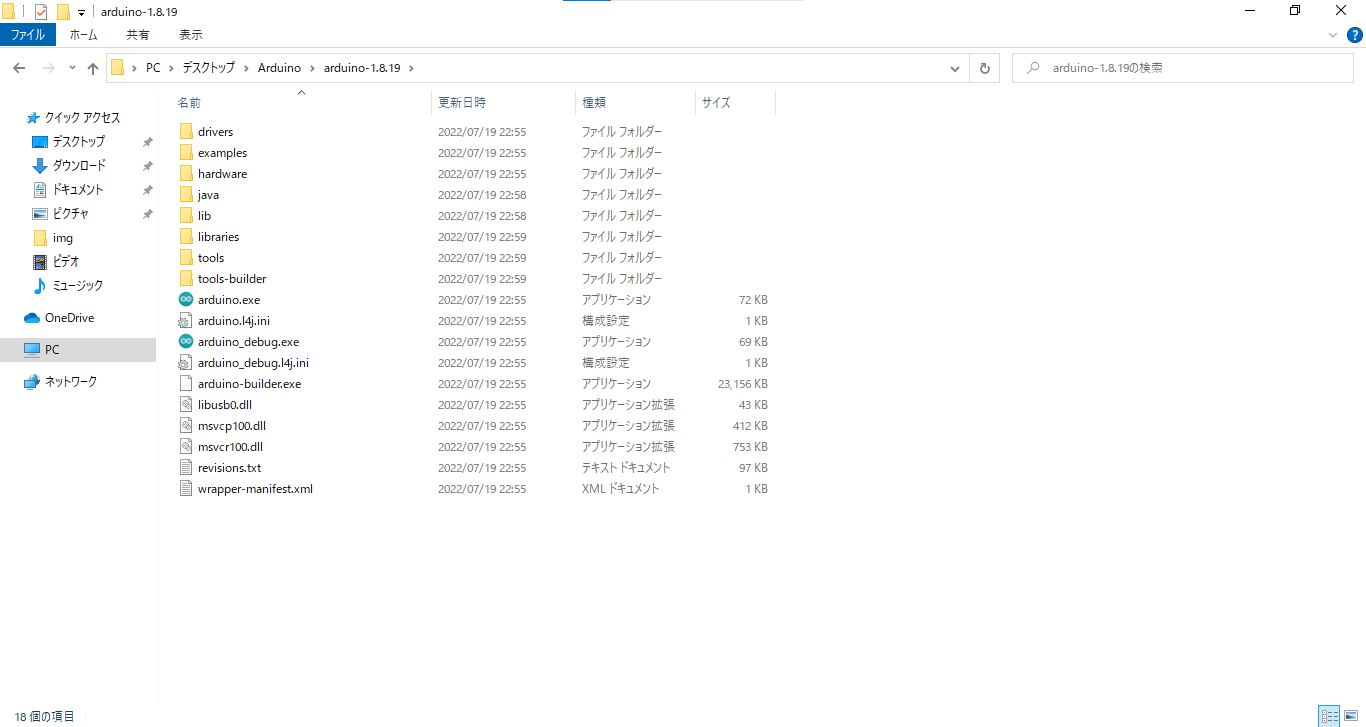 arduino-1.8.19
ファイル ホーム 共有 表示
PC デスクトップ Arduino arduino-1.8.19 arduino-1.8.19の検索
クイック アクセス
デスクトップ
ダウンロード
ドキュメント
ピクチャ
img
ビデオ
ミュージック
OneDrive
PC
ネットワーク
名前 更新日時 種類 サイズ
drivers 2022/07/19 22:55 ファイル フォルダー
examples 2022/07/19 22:55 ファイル フォルダー
hardware 2022/07/19 22:55 ファイル フォルダー
java 2022/07/19 22:58 ファイル フォルダー
lib 2022/07/19 22:58 ファイル フォルダー
libraries 2022/07/19 22:59 ファイル フォルダー
tools 2022/07/19 22:59 ファイル フォルダー
tools-builder 2022/07/19 22:59 ファイル フォルダー
arduino.exe 2022/07/19 22:55 アプリケーション 72 KB
arduino.l4j.ini 2022/07/19 22:55 構成設定 1 KB
arduino_debug.exe 2022/07/19 22:55 アプリケーション 69 KB
arduino_debug.l4j.ini 2022/07/19 22:55 構成設定 1 KB
arduino-builder.exe 2022/07/19 22:55 アプリケーション 23,156 KB
libusb0.dll 2022/07/19 22:55 アプリケーション拡張 43 KB
msvcp100.dll 2022/07/19 22:55 アプリケーション拡張 412 KB
msvcr100.dll 2022/07/19 22:55 アプリケーション拡張 753 KB
revisions.txt 2022/07/19 22:55 テキスト ドキュメント 97 KB
wrapper-manifest.xml 2022/07/19 22:55 XML ドキュメント 1 KB
18 個の項目